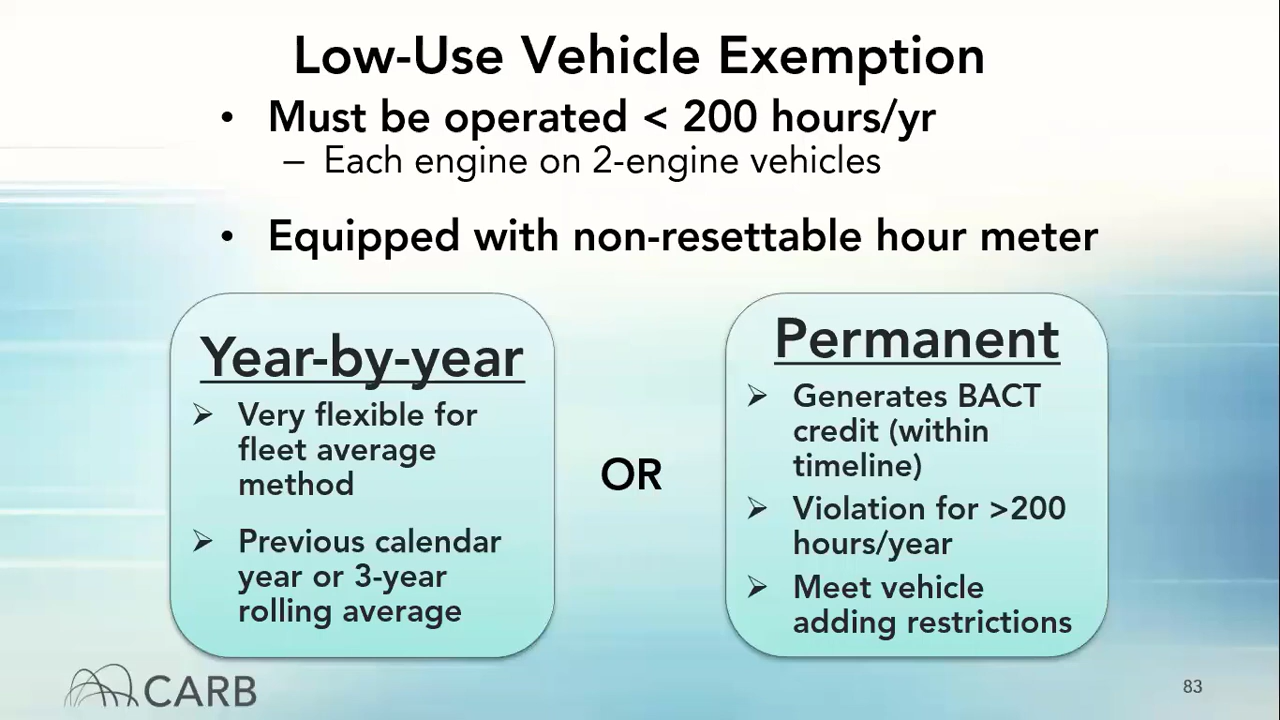 Low-Use Vehicle Exemption
• Must be operated < 200 hours/yr
– Each engine on 2-engine vehicles
• Equipped with non-resettable hour meter
Year-by-year
➢ Very flexible for
fleet average
method
➢ Previous calendar
year or 3-year
rolling average
OR
Permanent
➢ Generates BACT
credit (within
timeline)
➢ Violation for >200
hours/year
➢ Meet vehicle
adding restrictions
CARB
83